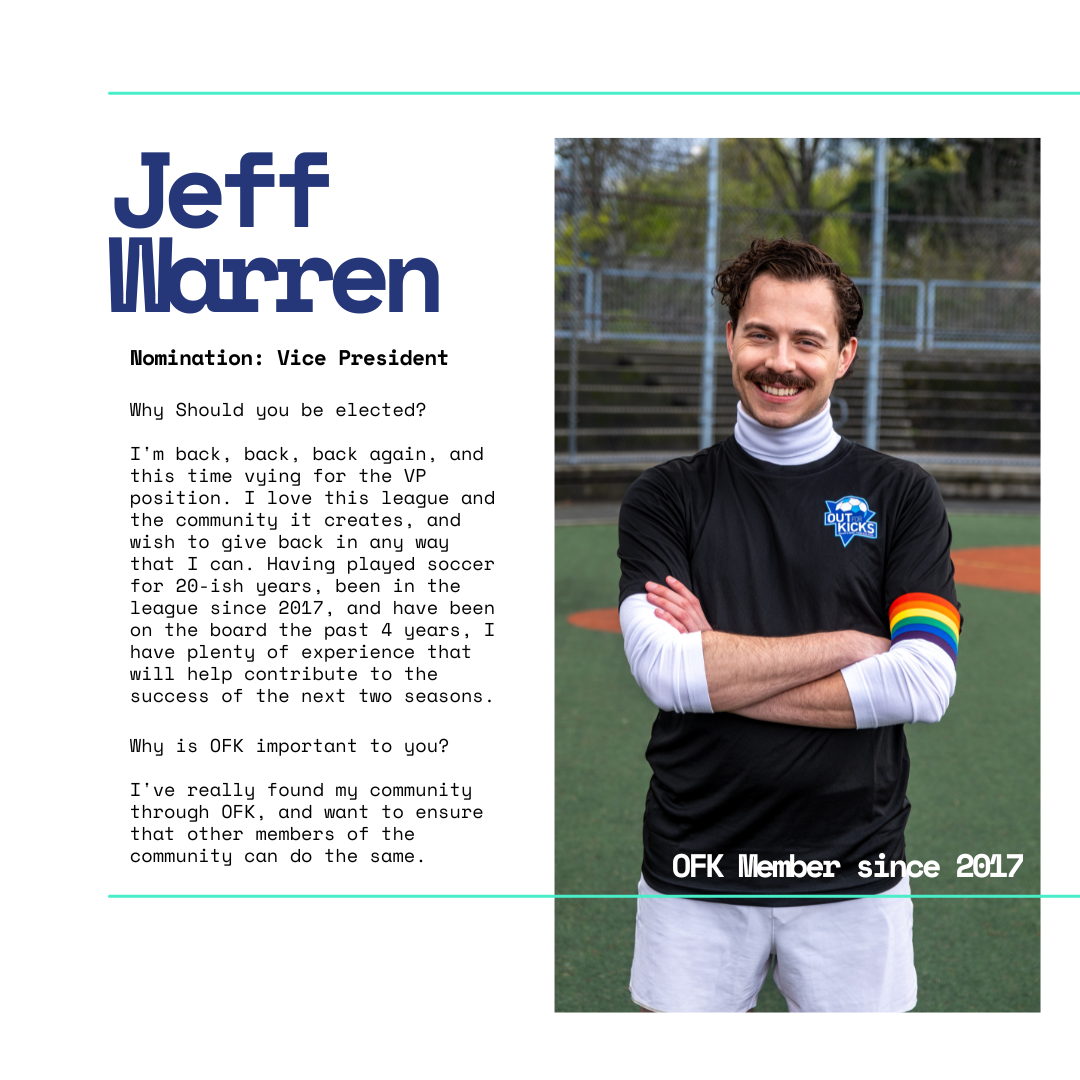 Jeff
Warren
Nomination: Vice President
Why Should you be elected?
I'm back, back, back again, and
this time vying for the VP
position. I love this league and
the community it creates, and
wish to give back in any way
that I can. Having played soccer
for 20-ish years, been in the
league since 2017, and have been
on the board the past 4 years, I
have plenty of experience that
will help contribute to the
success of the next two seasons.
Why is OFK important to you?
I've really found my community
through OFK, and want to ensure
that other members of the
community can do the same.
OUT FOR
KICKS
OFK Member since 2017